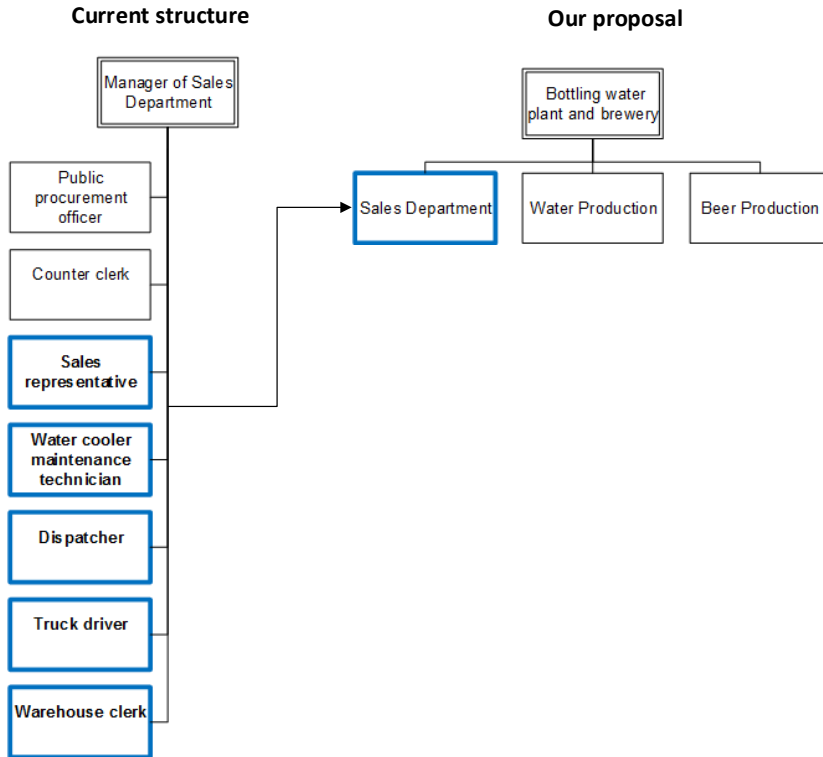 Current structure
Our proposal
Manager of Sales
Department
Public
procurement
officer
Counter clerk
Sales
representative
Water cooler
maintenance
technician
Dispatcher
Truck driver
Warehouse clerk
Bottling water
plant and brewery
Sales Department
Water Production
Beer Production